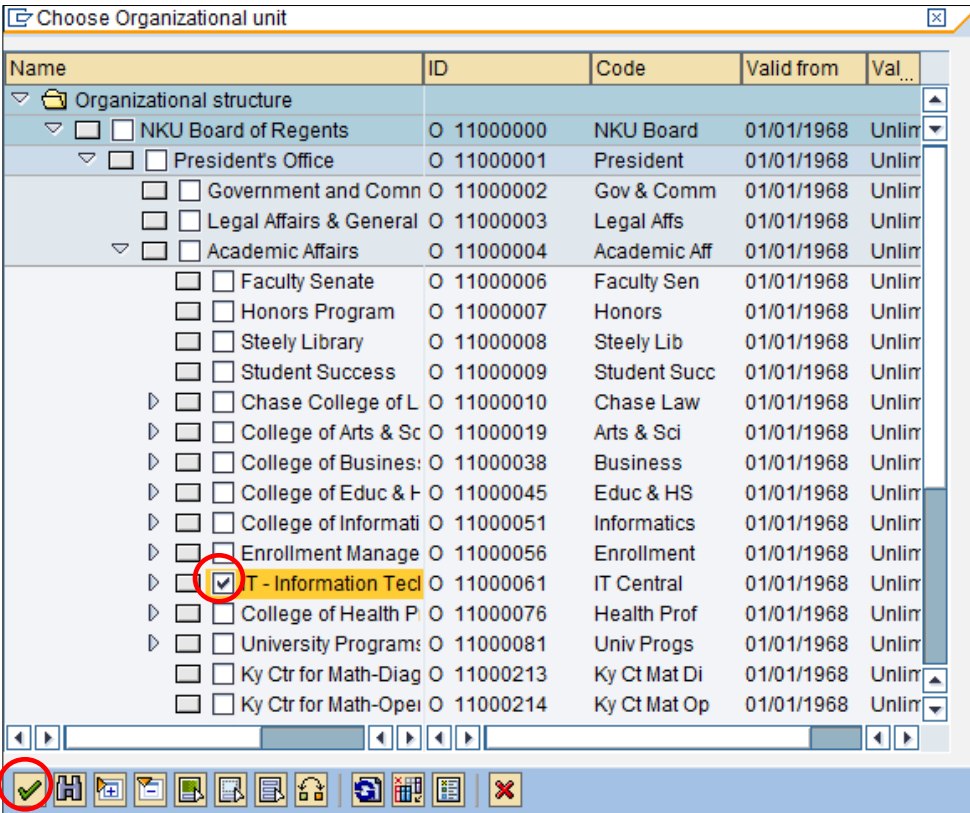 Choose Organizational unit
Name ID Code Valid from Val...
Organizational structure
NKU Board of Regents O 11000000 NKU Board 01/01/1968 Unlim
President's Office O 11000001 President 01/01/1968 Unlim
Government and Comm O 11000002 Gov & Comm 01/01/1968 Unlim
Legal Affairs & General O 11000003 Legal Affs 01/01/1968 Unlim
Academic Affairs O 11000004 Academic Aff 01/01/1968 Unlim
Faculty Senate O 11000006 Faculty Sen 01/01/1968 Unlim
Honors Program O 11000007 Honors 01/01/1968 Unlim
Steely Library O 11000008 Steely Lib 01/01/1968 Unlim
Student Success O 11000009 Student Succ 01/01/1968 Unlim
Chase College of L O 11000010 Chase Law 01/01/1968 Unlim
College of Arts & Sc O 11000019 Arts & Sci 01/01/1968 Unlim
College of Business O 11000038 Business 01/01/1968 Unlim
College of Educ & H O 11000045 Educ & HS 01/01/1968 Unlim
College of Informati O 11000051 Informatics 01/01/1968 Unlim
Enrollment Manage O 11000056 Enrollment 01/01/1968 Unlim
IT - Information Tech O 11000061 IT Central 01/01/1968 Unlim
College of Health P O 11000076 Health Prof 01/01/1968 Unlim
University Programs O 11000081 Univ Progs 01/01/1968 Unlim
Ky Ctr for Math-Diag O 11000213 Ky Ct Mat Di 01/01/1968 Unlim
Ky Ctr for Math-Oper O 11000214 Ky Ct Mat Op 01/01/1968 Unlim